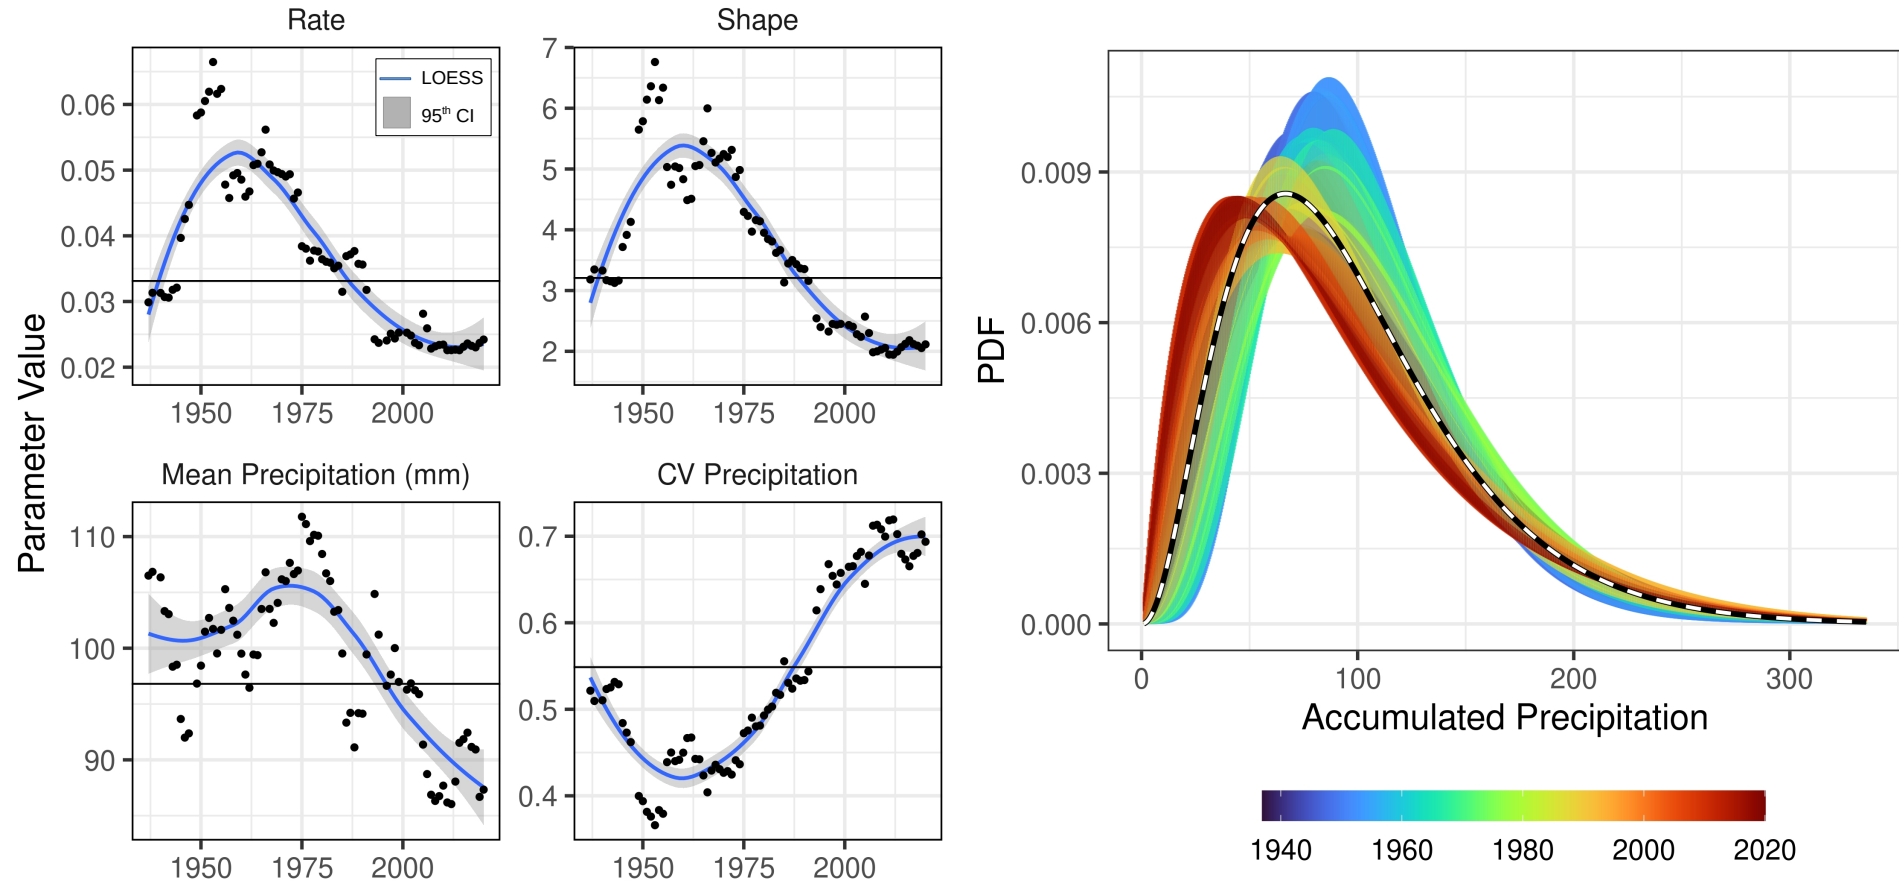 Rate
Shape
LOESS
95th CI
0.06
0.05
0.04
0.03
0.02
1950 1975 2000
7
6
5
4
3
2
1950 1975 2000
Parameter Value
Mean Precipitation (mm)
CV Precipitation
110
100
90
1950 1975 2000
0.7
0.6
0.5
0.4
1950 1975 2000
PDF
0.009
0.006
0.003
0.000
0 100 200 300
Accumulated Precipitation
1940 1960 1980 2000 2020